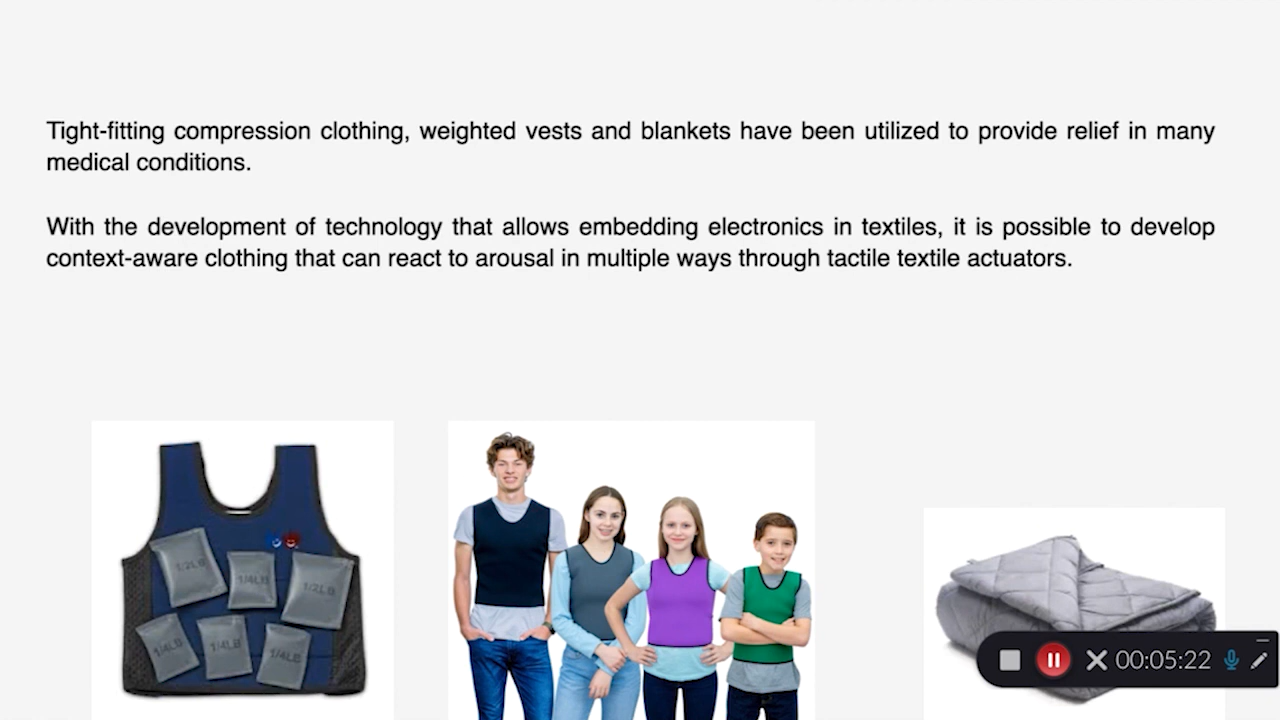 Tight-fitting compression clothing, weighted vests and blankets have been utilized to provide relief in many
medical conditions.
With the development of technology that allows embedding electronics in textiles, it is possible to develop
context-aware clothing that can react to arousal in multiple ways through tactile textile actuators.
1/2LB
1/4LB
1/2LB
1/4LB
1/4LB
1/4LB
00:05:22